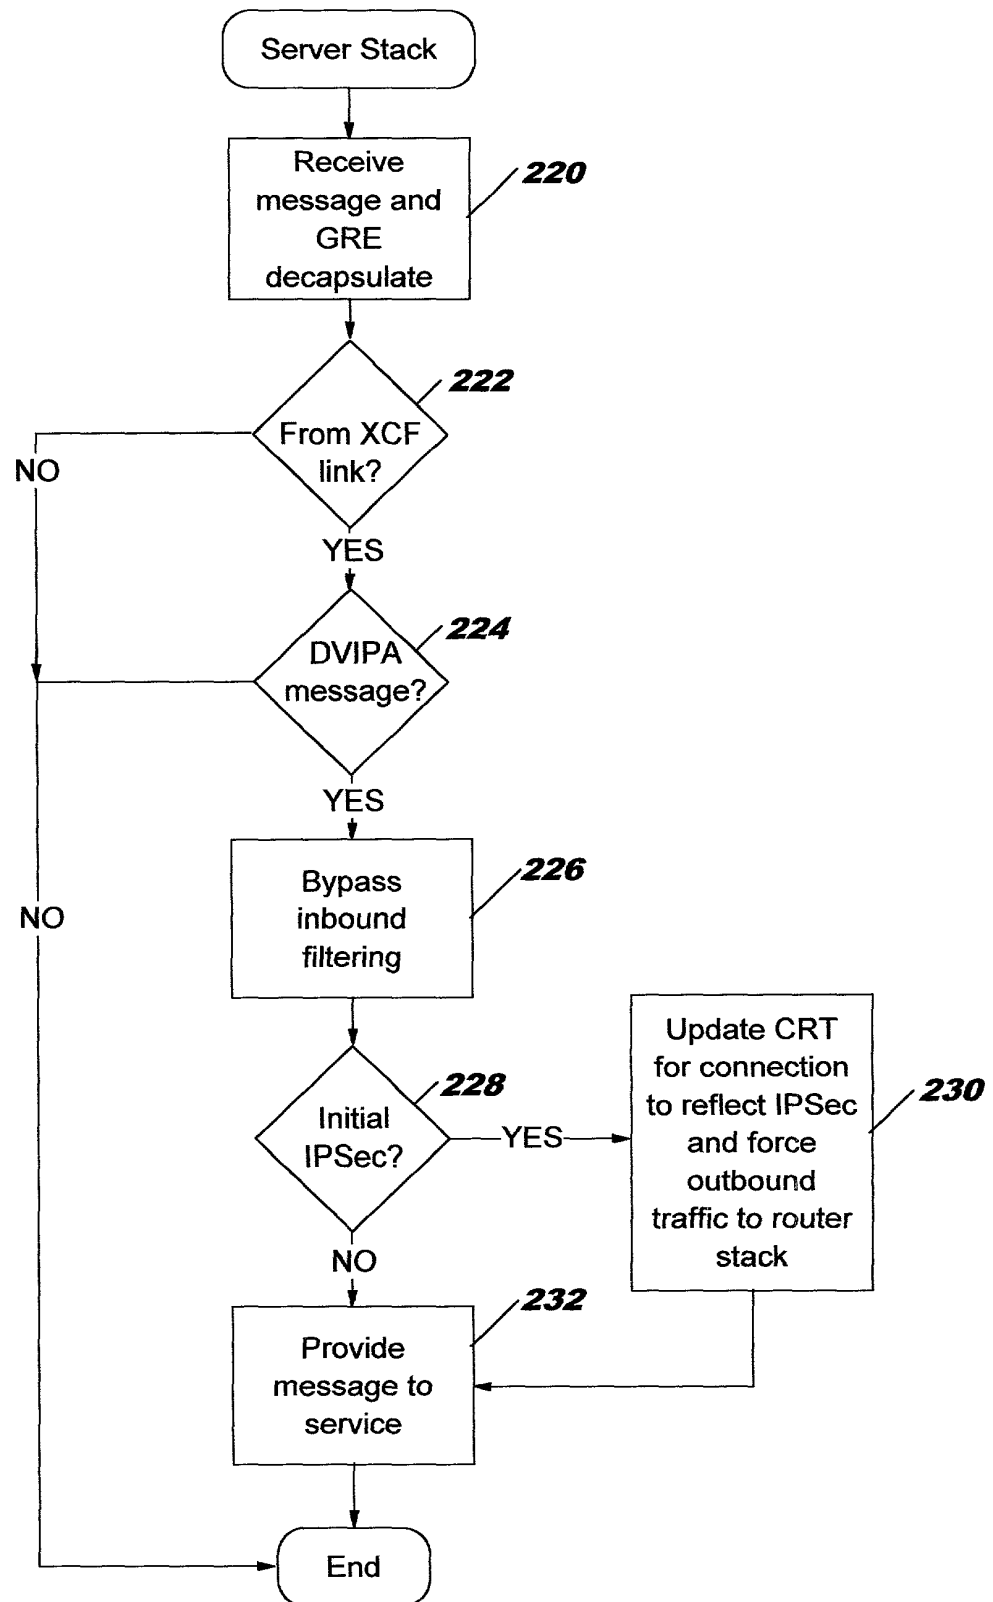 Server Stack
Receive
message and
GRE
decapsulate
220
From XCF
link?
222
NO
YES
DVIPA
message?
224
YES
NO
Bypass
inbound
filtering
226
Initial
IPSec?
228
YES
Update CRT
for connection
to reflect IPSec
and force
outbound
traffic to router
stack
230
NO
Provide
message to
service
232
End